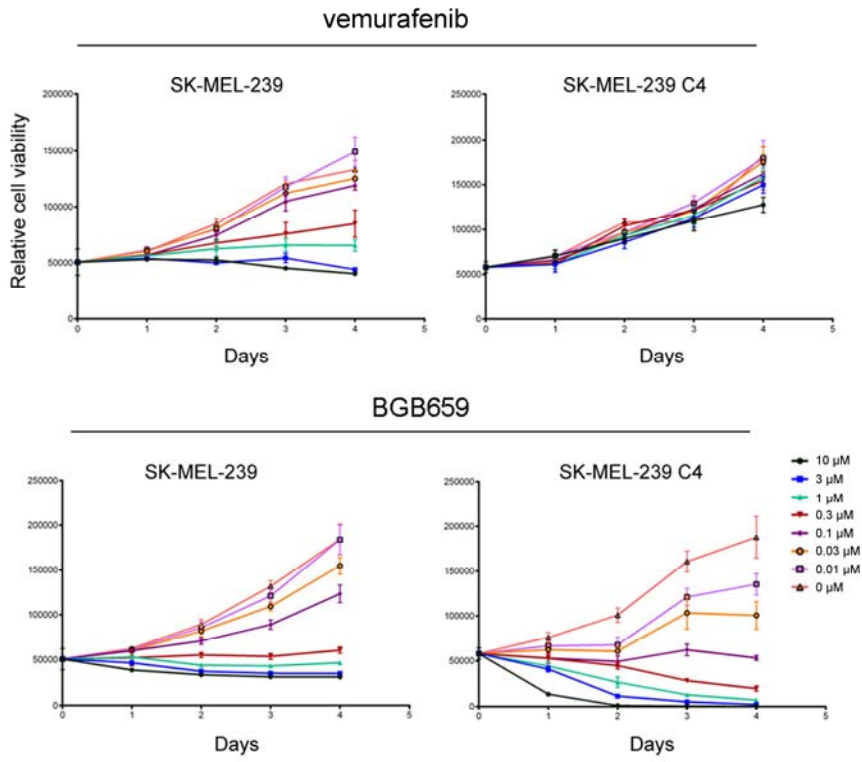 vemurafenib
SK-MEL-239
SK-MEL-239 C4
Relative cell viability
200000
150000
100000
50000
0
0 1 2 3 4 5
Days
250000
200000
150000
100000
50000
0
0 1 2 3 4 5
Days
BGB659
SK-MEL-239
SK-MEL-239 C4
250000
200000
150000
100000
50000
0
0 1 2 3 4 5
Days
250000
200000
150000
100000
50000
0
0 1 2 3 4 5
Days
10 µM
3 µM
1 µM
0.3 µM
0.1 µM
0.03 µM
0.01 µM
0 µM